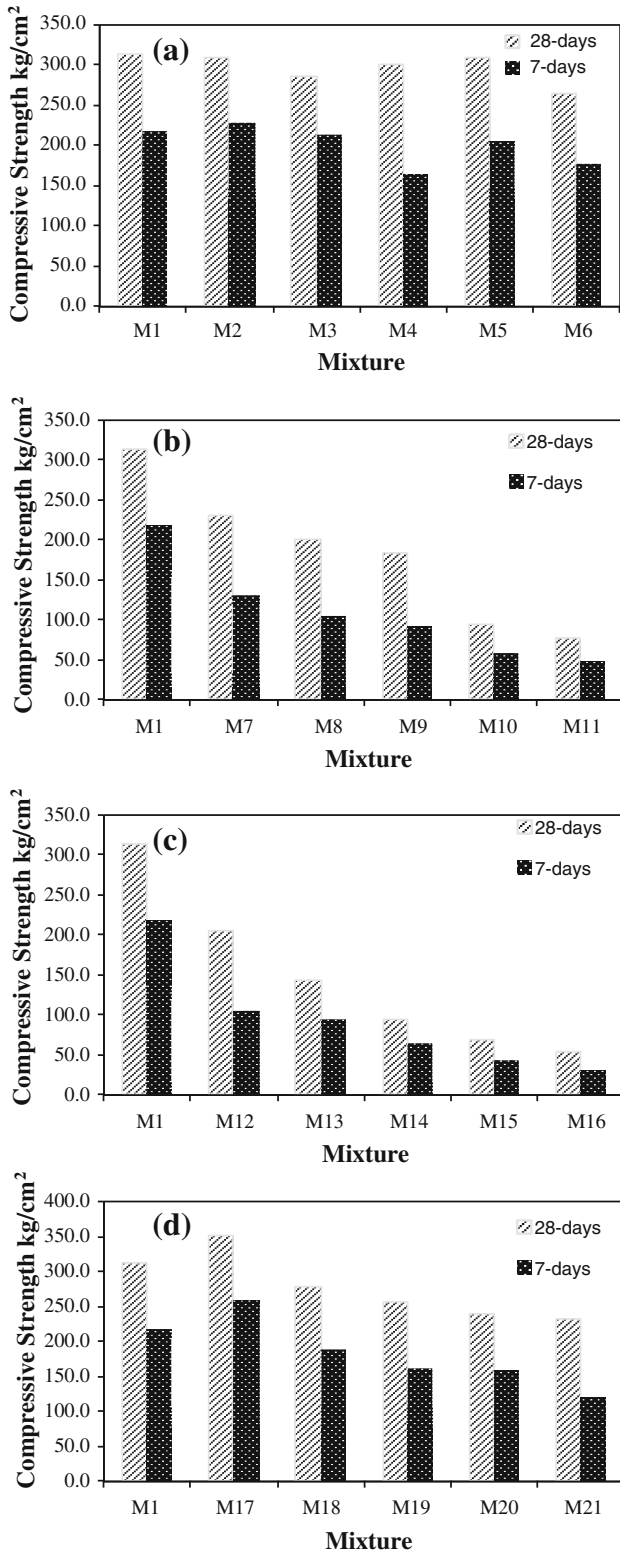 Compressive Strength kg/cm²
350.0
300.0
250.0
200.0
150.0
100.0
50.0
0.0
(a)
28-days
7-days
M1 M2 M3 M4 M5 M6
Mixture
Compressive Strength kg/cm²
350.0
300.0
250.0
200.0
150.0
100.0
50.0
0.0
(b)
28-days
7-days
M1 M7 M8 M9 M10 M11
Mixture
Compressive Strength kg/cm²
350.0
300.0
250.0
200.0
150.0
100.0
50.0
0.0
(c)
28-days
7-days
M1 M12 M13 M14 M15 M16
Mixture
Compressive Strength kg/cm²
400.0
350.0
300.0
250.0
200.0
150.0
100.0
50.0
0.0
(d)
28-days
7-days
M1 M17 M18 M19 M20 M21
Mixture